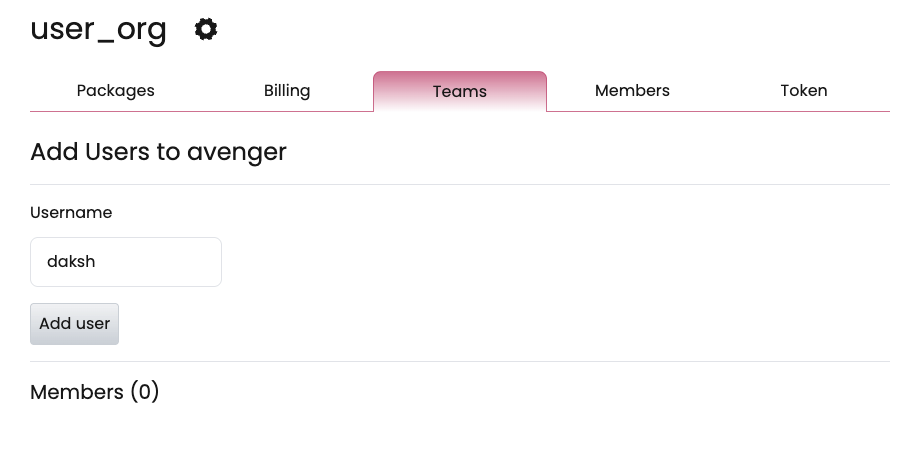 user_org
Packages Billing Teams Members Token
Add Users to avenger
Username
daksh
Add user
Members (0)